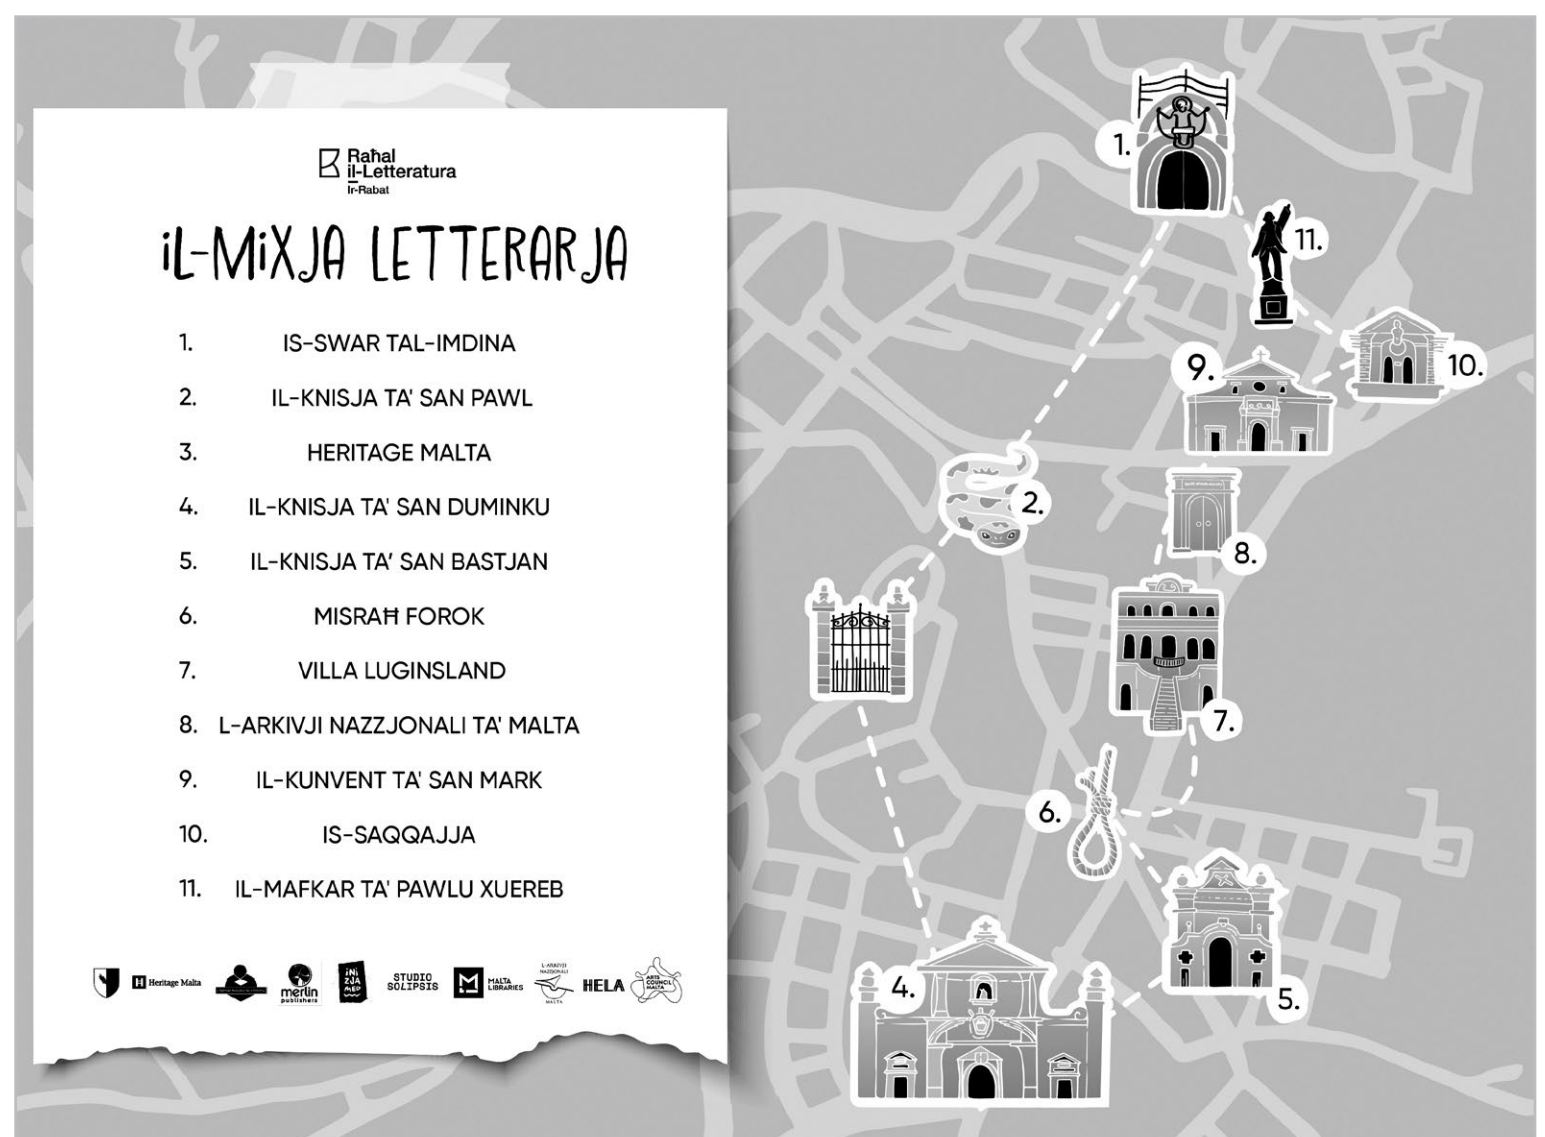 Raħal
il-Letteratura
Ir-Rabat
iL-MiXJA LETTERARJA
1. IS-SWAR TAL-IMDINA
2. IL-KNISJA TA' SAN PAWL
3. HERITAGE MALTA
4. IL-KNISJA TA' SAN DUMINKU
5. IL-KNISJA TA' SAN BASTJAN
6. MISRAĦ FOROK
7. VILLA LUGINSLAND
8. L-ARKIVJI NAZZJONALI TA' MALTA
9. IL-KUNVENT TA' SAN MARK
10. IS-SAQQAJJA
11. IL-MAFKAR TA' PAWLU XUEREB
Heritage Malta
merlin
publishers
iNi
ZJA
MED
STUDIO
SOLIPSIS
MALTA
LIBRARIES
L-ARKIVJI
NAZZJONALI
MALTA
HELA
ARTS
COUNCIL
MALTA
1.
11.
10.
9.
2.
8.
7.
6.
4.
5.